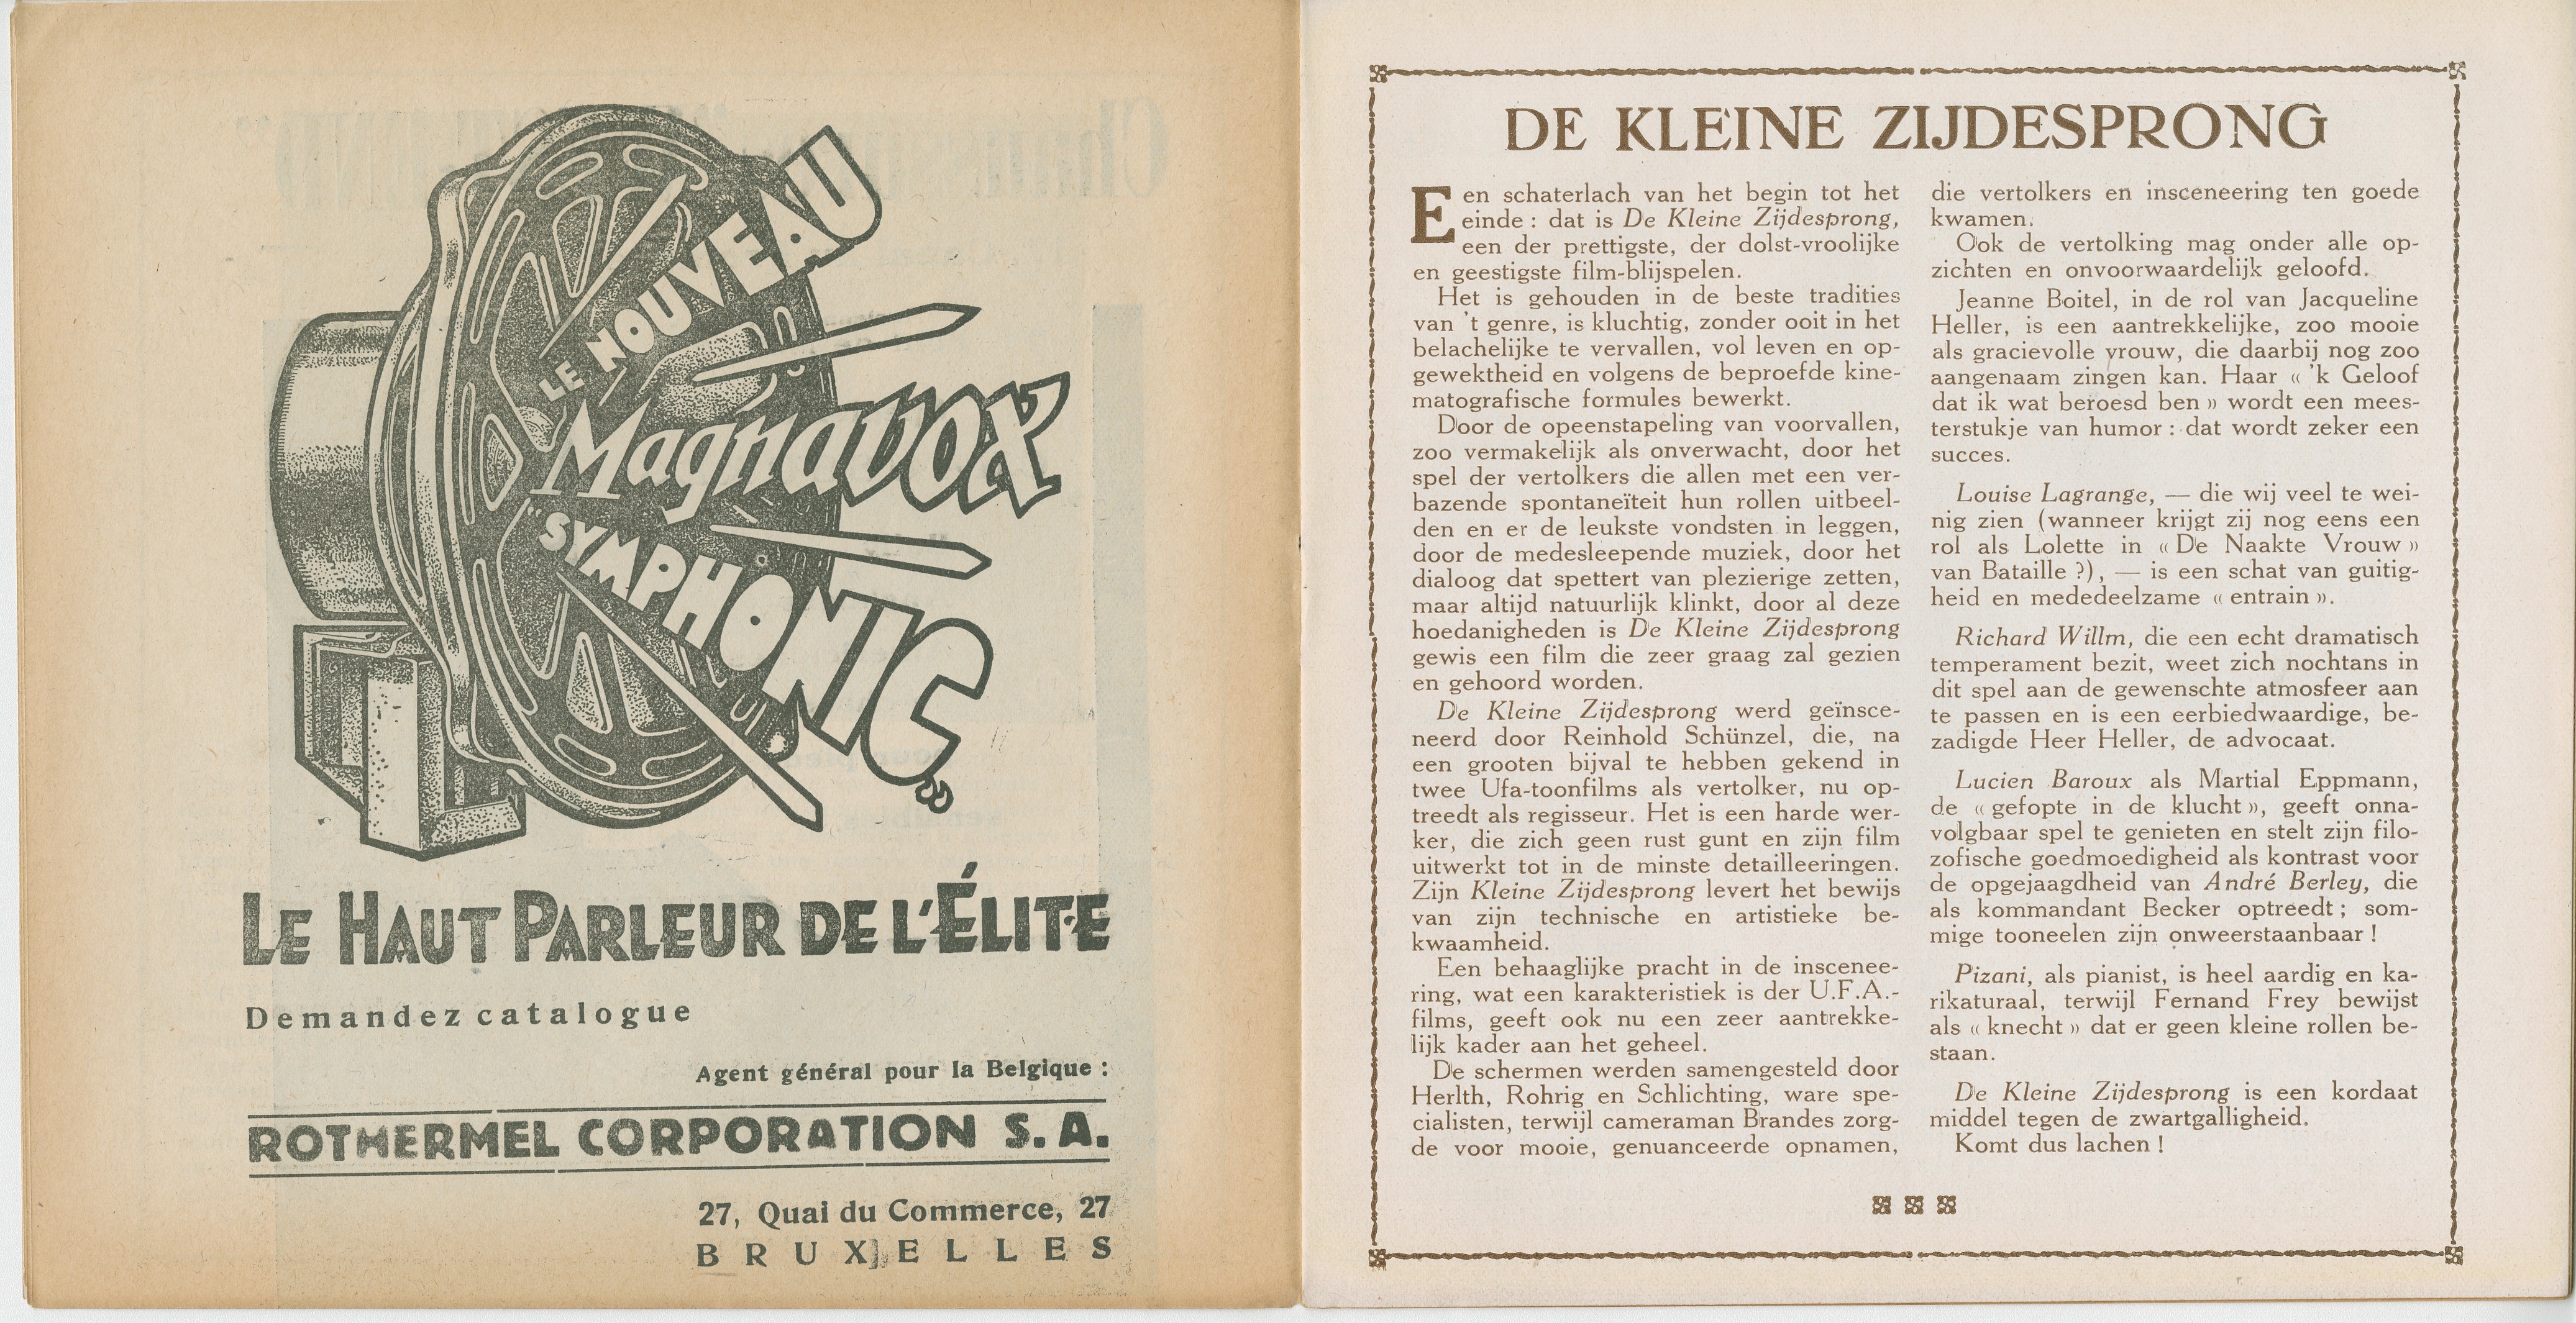 LE NOUVEAU
Magnavox
"SYMPHONIC"
LE HAUT PARLEUR DE L'ÉLITE
Demandez catalogue
Agent général pour la Belgique :
ROTHERMEL CORPORATION S. A.
27, Quai du Commerce, 27
BRUXELLES
DE KLEINE ZIJDESPRONG
Een schaterlach van het begin tot het
einde : dat is De Kleine Zijdesprong,
een der prettigste, der dolst-vroolijke
en geestigste film-blijspelen.
Het is gehouden in de beste tradities
van 't genre, is kluchtig, zonder ooit in het
belachelijke te vervallen, vol leven en op-
gewektheid en volgens de beproefde kine-
matografische formules bewerkt.
Door de opeenstapeling van voorvallen,
zoo vermakelijk als onverwacht, door het
spel der vertolkers die allen met een ver-
bazende spontaneïteit hun rollen uitbeel-
den en er de leukste vondsten in leggen,
door de medesleepende muziek, door het
dialoog dat spettert van plezierige zetten,
maar altijd natuurlijk klinkt, door al deze
hoedanigheden is De Kleine Zijdesprong
gewis een film die zeer graag zal gezien
en gehoord worden.
De Kleine Zijdesprong werd geïnsce-
neerd door Reinhold Schünzel, die, na
een grooten bijval te hebben gekend in
twee Ufa-toonfilms als vertolker, nu op-
treedt als regisseur. Het is een harde wer-
ker, die zich geen rust gunt en zijn film
uitwerkt tot in de minste detailleeringen.
Zijn Kleine Zijdesprong levert het bewijs
van zijn technische en artistieke be-
kwaamheid.
Een behaaglijke pracht in de inscenee-
ring, wat een karakteristiek is der U.F.A.-
films, geeft ook nu een zeer aantrekke-
lijk kader aan het geheel.
De schermen werden samengesteld door
Herlth, Rohrig en Schlichting, ware spe-
cialisten, terwijl cameraman Brandes zorg-
de voor mooie, genuanceerde opnamen,
die vertolkers en insceneering ten goede
kwamen.
Ook de vertolking mag onder alle op-
zichten en onvoorwaardelijk geloofd.
Jeanne Boitel, in de rol van Jacqueline
Heller, is een aantrekkelijke, zoo mooie
als gracievolle vrouw, die daarbij nog zoo
aangenaam zingen kan. Haar « 'k Geloof
dat ik wat beroesd ben » wordt een mees-
terstukje van humor : dat wordt zeker een
succes.
Louise Lagrange, — die wij veel te wei-
nig zien (wanneer krijgt zij nog eens een
rol als Lolette in « De Naakte Vrouw »
van Bataille ?), — is een schat van guitig-
heid en mededeelzame « entrain ».
Richard Willm, die een echt dramatisch
temperament bezit, weet zich nochtans in
dit spel aan de gewenschte atmosfeer aan
te passen en is een eerbiedwaardige, be-
zadigde Heer Heller, de advocaat.
Lucien Baroux als Martial Eppmann,
de « gefopte in de klucht », geeft onna-
volgbaar spel te genieten en stelt zijn filo-
zofische goedmoedigheid als kontrast voor
de opgejaagdheid van André Berley, die
als kommandant Becker optreedt ; som-
mige tooneelen zijn onweerstaanbaar !
Pizani, als pianist, is heel aardig en ka-
rikaturaal, terwijl Fernand Frey bewijst
als « knecht » dat er geen kleine rollen be-
staan.
De Kleine Zijdesprong is een kordaat
middel tegen de zwartgalligheid.
Komt dus lachen !